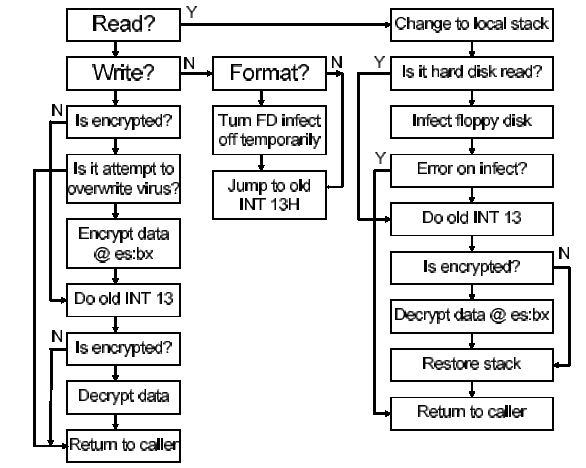 Read?
Y
Change to local stack
Write?
N
Format?
N
Y
Is it hard disk read?
N
Is encrypted?
Turn FD infect
off temporarily
Infect floppy disk
Is it attempt to
overwrite virus?
Jump to old
INT 13H
Y
Error on infect?
Encrypt data
@ es:bx
Do old INT 13
Is encrypted?
N
Do old INT 13
Decrypt data @ es:bx
N
Is encrypted?
Restore stack
Decrypt data
Return to caller
Return to caller